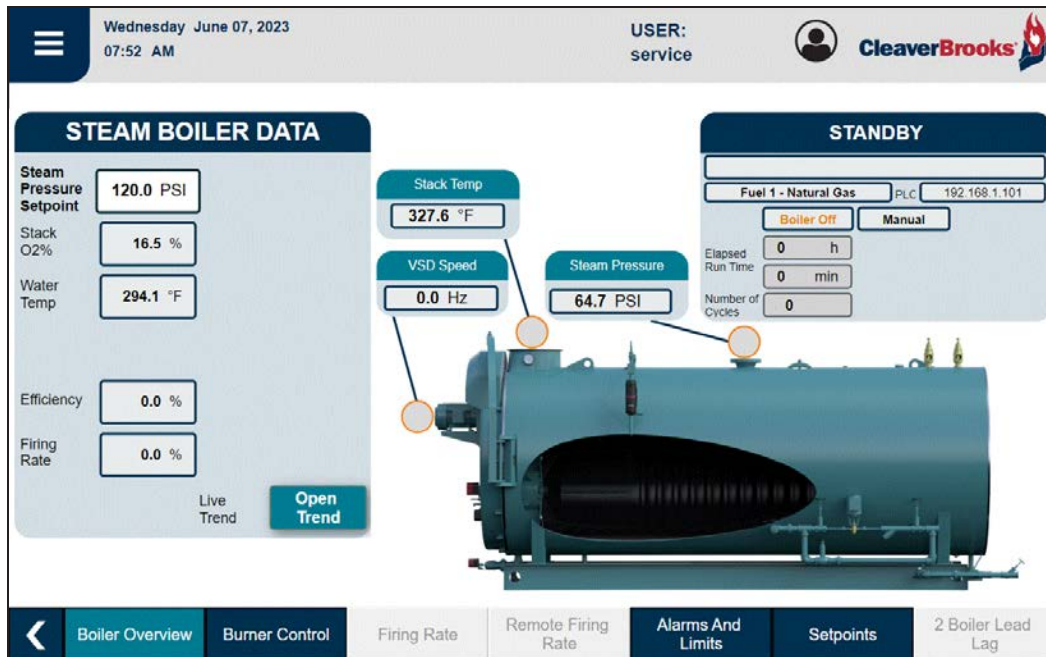 Wednesday June 07, 2023
07:52 AM
USER:
service
CleaverBrooks
STEAM BOILER DATA
Steam
Pressure
Setpoint
120.0 PSI
Stack
O2%
16.5 %
Water
Temp
294.1 °F
Efficiency
0.0 %
Firing
Rate
0.0 %
Live
Trend
Open
Trend
Stack Temp
327.6 °F
VSD Speed
0.0 Hz
Steam Pressure
64.7 PSI
STANDBY
Fuel 1 - Natural Gas
PLC
192.168.1.101
Boiler Off
Manual
Elapsed
Run Time
0 h
0 min
Number of
Cycles
0
Boiler Overview
Burner Control
Firing Rate
Remote Firing
Rate
Alarms And
Limits
Setpoints
2 Boiler Lead
Lag